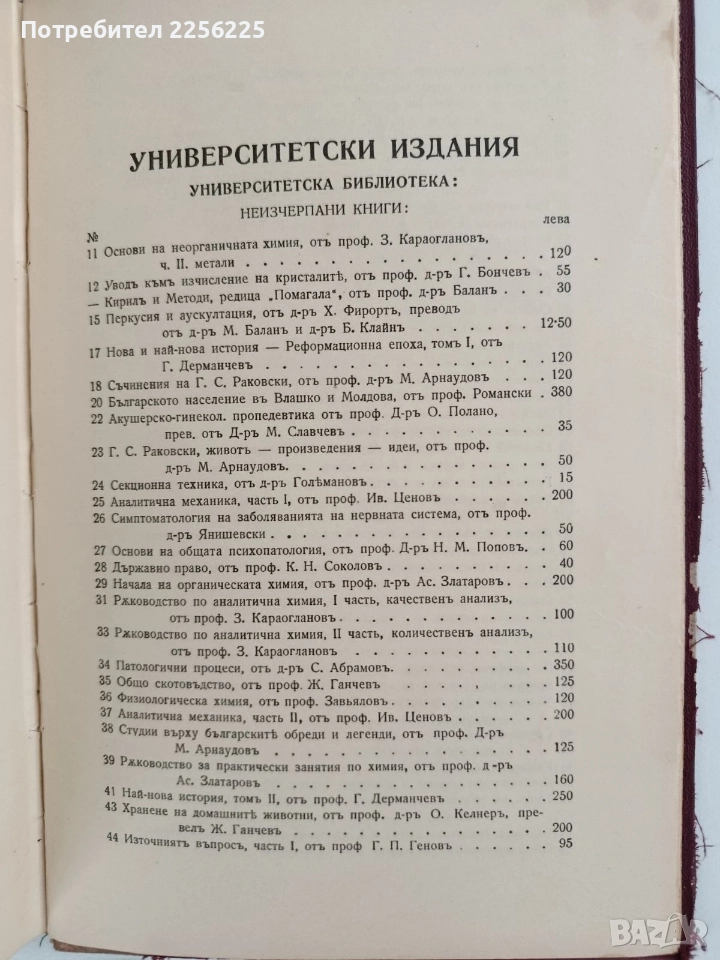 Потребител 2256225
УНИВЕРСИТЕТСКИ ИЗДАНИЯ
УНИВЕРСИТЕТСКА БИБЛИОТЕКА:
НЕИЗЧЕРПАНИ КНИГИ:
№ лева
11 Основи на неорганичната химия, отъ проф. З. Караоглановъ,
ч. II. метали . . . . . . . . . . . . . 120
12 Уводъ къмъ изчисление на кристалитѣ, отъ проф. д-ръ Г. Бончевъ . 55
— Кирилъ и Методи, редица „Помагала“, отъ проф. д-ръ Баланъ . . . 30
15 Перкусия и аускултация, отъ д-ръ Х. Фирортъ, преводъ
отъ д-ръ М. Баланъ и д-ръ Б. Клайнъ . . . . . . . 12·50
17 Нова и най-нова история — Реформационна епоха, томъ I, отъ
Г. Дерманчевъ . . . . . . . . . . . . . . 120
18 Съчинения на Г. С. Раковски, отъ проф. д-ръ М. Арнаудовъ . . . 120
20 Българското население въ Влашко и Молдова, отъ проф. Романски . 380
22 Акушерско-гинекол. пропедевтика отъ проф. Д-ръ О. Полано,
прев. отъ Д-ръ М. Славчевъ . . . . . . . . . . 35
23 Г. С. Раковски, животъ — произведения — идеи, отъ проф.
д-ръ М. Арнаудовъ. . . . . . . . . . . . . 50
24 Секционна техника, отъ д-ръ Голѣмановъ . . . . . . . . 15
25 Аналитична механика, часть I, отъ проф. Ив. Ценовъ . . . . . 200
26 Симптоматология на заболяванията на нервната система, отъ проф.
д-ръ Янишевски . . . . . . . . . . . . . . 50
27 Основи на общата психопатология, отъ проф. Д-ръ Н. М. Поповъ. . 60
28 Държавно право, отъ проф. К. Н. Соколовъ . . . . . . . . 40
29 Начала на органическата химия, отъ проф. д-ръ Ас. Златаровъ . . . 200
31 Рѫководство по аналитична химия, I часть, качественъ анализъ,
отъ проф. З. Караоглановъ . . . . . . . . . . . 100
33 Рѫководство по аналитична химия, II часть, количественъ анализъ,
отъ проф. З. Караоглановъ . . . . . . . . . . . 110
34 Патологични процеси, отъ д-ръ С. Абрамовъ. . . . . . . . 350
35 Общо скотовъдство, отъ проф. Ж. Ганчевъ . . . . . . . . 125
36 Физиологическа химия, отъ проф. Завьяловъ . . . . . . . . 120
37 Аналитична механика, часть II, отъ проф. Ив. Ценовъ . . . . . 200
38 Студии върху българскитѣ обреди и легенди, отъ проф. Д-ръ
М. Арнаудовъ . . . . . . . . . . . . . . 125
39 Рѫководство за практически занятия по химия, отъ проф. д-ръ
Ас. Златаровъ . . . . . . . . . . . . . . 160
41 Най-нова история, томъ II, отъ проф. Г. Дерманчевъ . . . . . 250
43 Хранене на домашнитѣ животни, отъ проф. д-ръ О. Келнеръ, пре-
велъ Ж. Ганчевъ . . . . . . . . . . . . . 200
44 Източниятъ въпросъ, часть I, отъ проф Г. П. Геновъ . . . . . 95
BAZAR